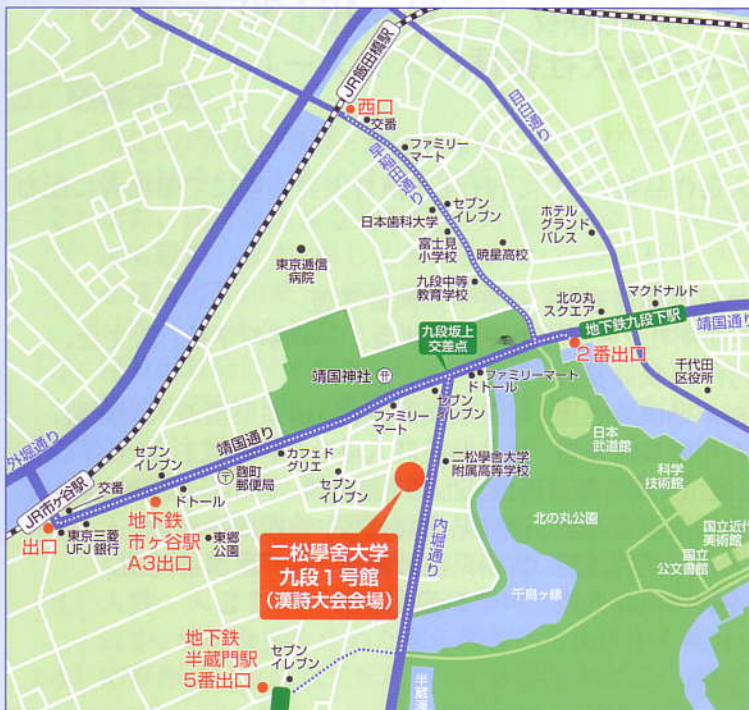 JR飯田橋駅
西口
交番
目白通り
ファミリー
マート
早稲田通り
セブン
イレブン
日本歯科大学
富士見
小学校
暁星高校
ホテル
グランド
パレス
東京逓信
病院
九段中等
教育学校
北の丸
スクエア
マクドナルド
九段坂上
交差点
地下鉄九段下駅
靖国通り
2番出口
靖国神社
千代田
区役所
ファミリーマート
ドトール
セブン
イレブン
ファミリー
マート
外堀通り
靖国通り
日本
武道館
セブン
イレブン
カフェド
グリエ
二松學舍大学
附属高等学校
科学
技術館
〒
麹町
郵便局
セブン
イレブン
JR市ヶ谷駅
交番
ドトール
北の丸公園
国立近代
美術館
出口
東京三菱
UFJ銀行
地下鉄
市ヶ谷駅
A3出口
東郷
公園
内堀通り
国立
公文書館
二松學舍大学
九段1号館
(漢詩大会会場)
千鳥ヶ縁
地下鉄
半蔵門駅
5番出口
セブン
イレブン
半蔵濠